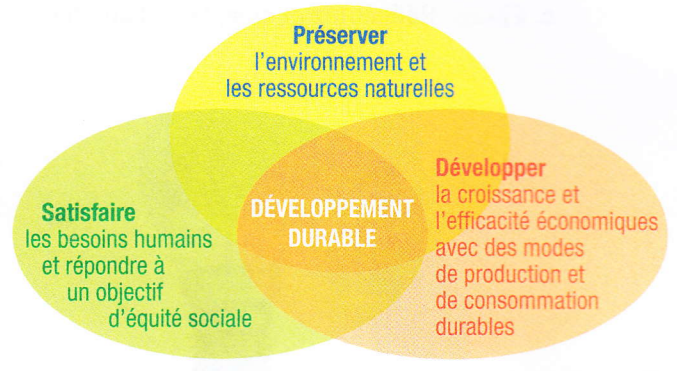 Préserver
l'environnement et
les ressources naturelles
Satisfaire
les besoins humains
et répondre à
un objectif
d'équité sociale
DÉVELOPPEMENT
DURABLE
Développer
la croissance et
l'efficacité économiques
avec des modes
de production et
de consommation
durables